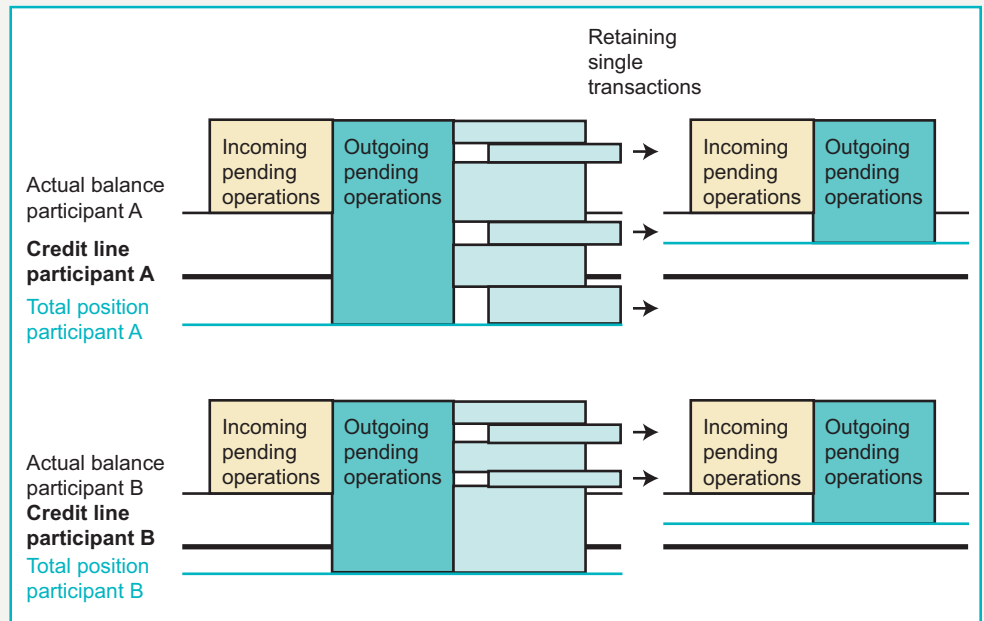 Retaining
single
transactions
Incoming
pending
operations
Outgoing
pending
operations
Incoming
pending
operations
Outgoing
pending
operations
Actual balance
participant A
Credit line
participant A
Total position
participant A
Incoming
pending
operations
Outgoing
pending
operations
Incoming
pending
operations
Outgoing
pending
operations
Actual balance
participant B
Credit line
participant B
Total position
participant B